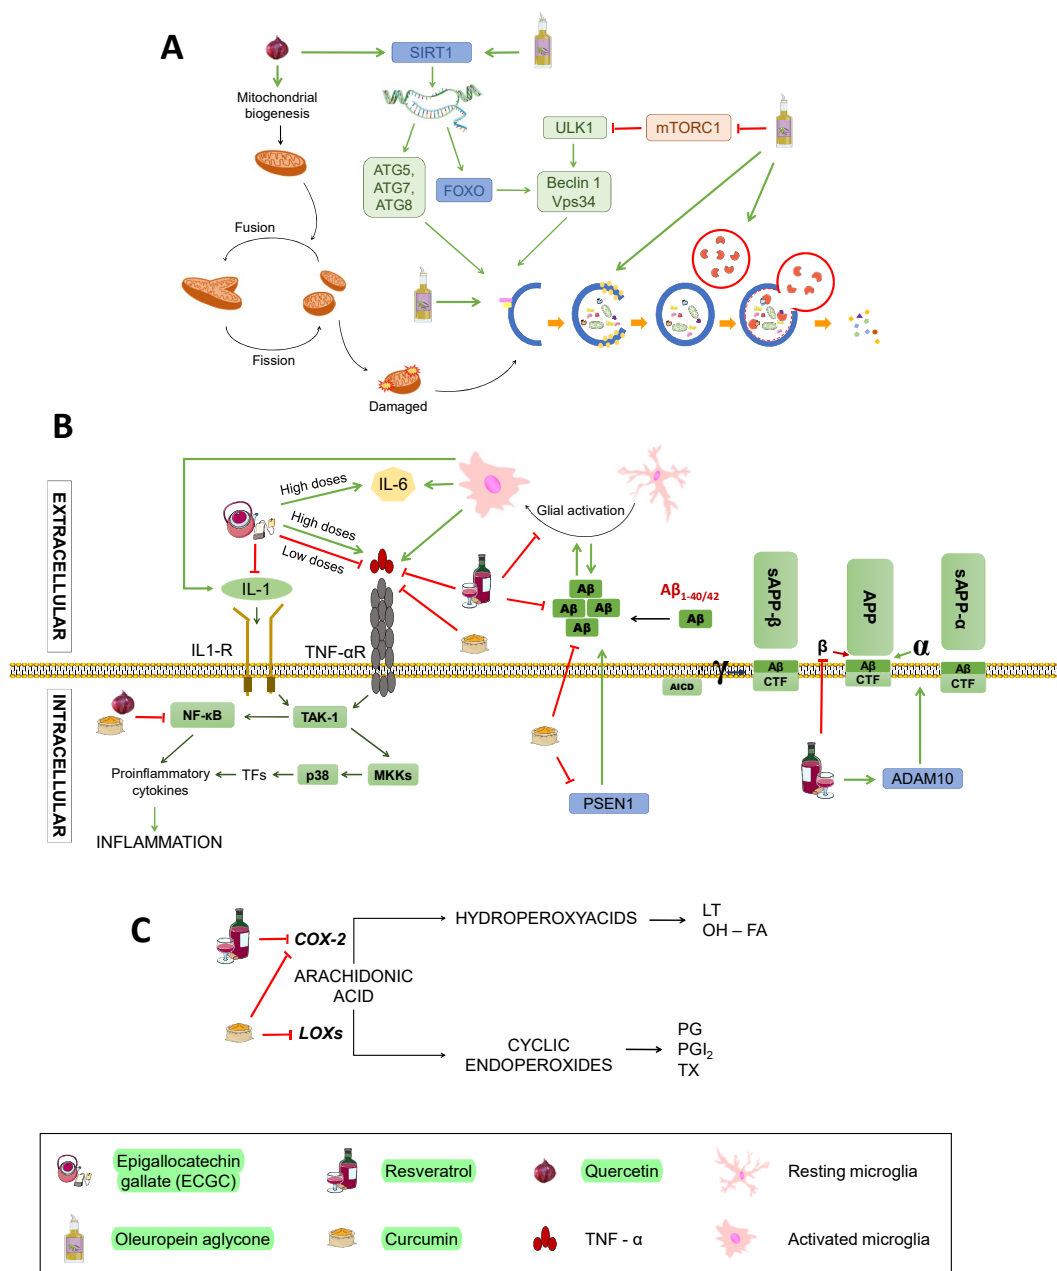 A
SIRT1
Mitochondrial
biogenesis
ULK1
mTORC1
ATG5,
ATG7,
ATG8
FOXO
Beclin 1
Vps34
Fusion
Fission
Damaged
B
EXTRACELLULAR
INTRACELLULAR
High doses
IL-6
High doses
Low doses
Glial activation
IL-1
IL1-R
TNF-αR
Aβ
Aβ
Aβ
Aβ
Aβ1-40/42
Aβ
sAPP-β
APP
sAPP-α
β
α
γ
Aβ
CTF
Aβ
CTF
Aβ
CTF
AICD
NF-κB
TAK-1
Proinflammatory
cytokines
TFs
p38
MKKs
INFLAMMATION
PSEN1
ADAM10
C
COX-2
HYDROPEROXYACIDS
LT
OH – FA
ARACHIDONIC
ACID
LOXs
CYCLIC
ENDOPEROXIDES
PG
PGI2
TX
Epigallocatechin
gallate (ECGC)
Resveratrol
Quercetin
Resting microglia
Oleuropein aglycone
Curcumin
TNF - α
Activated microglia